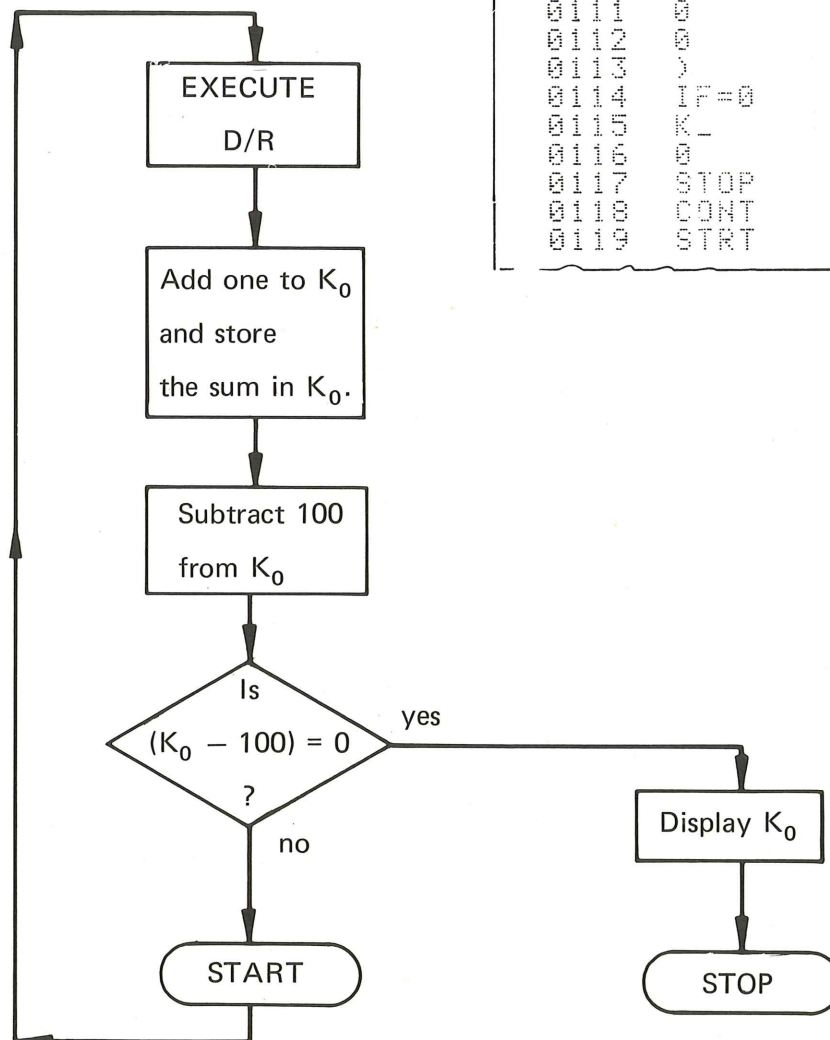 0111 0
0112 0
0113 )
0114 IF=0
0115 K_
0116 0
0117 STOP
0118 CONT
0119 STRT
EXECUTE
D/R
Add one to K₀
and store
the sum in K₀.
Subtract 100
from K₀
Is
(K₀ – 100) = 0
?
yes
no
Display K₀
START
STOP